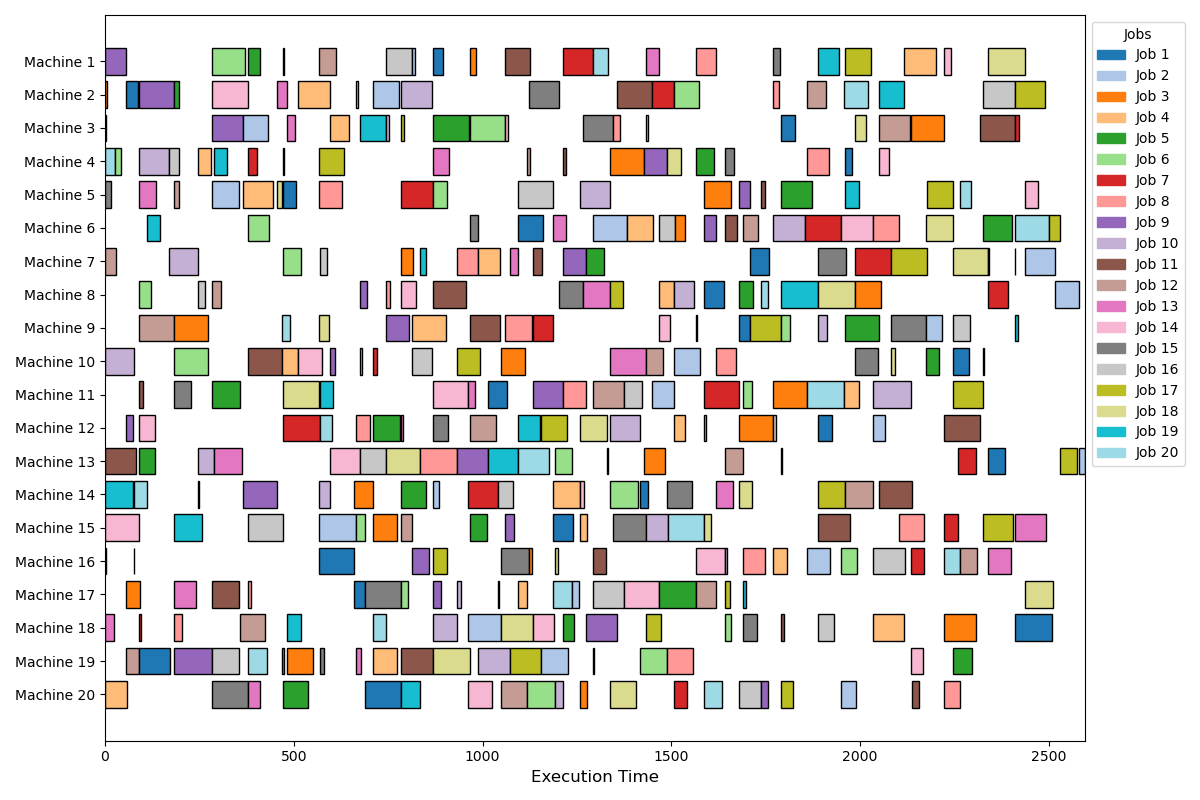 Machine 1
Machine 2
Machine 3
Machine 4
Machine 5
Machine 6
Machine 7
Machine 8
Machine 9
Machine 10
Machine 11
Machine 12
Machine 13
Machine 14
Machine 15
Machine 16
Machine 17
Machine 18
Machine 19
Machine 20
0 500 1000 1500 2000 2500
Execution Time
Jobs
Job 1
Job 2
Job 3
Job 4
Job 5
Job 6
Job 7
Job 8
Job 9
Job 10
Job 11
Job 12
Job 13
Job 14
Job 15
Job 16
Job 17
Job 18
Job 19
Job 20